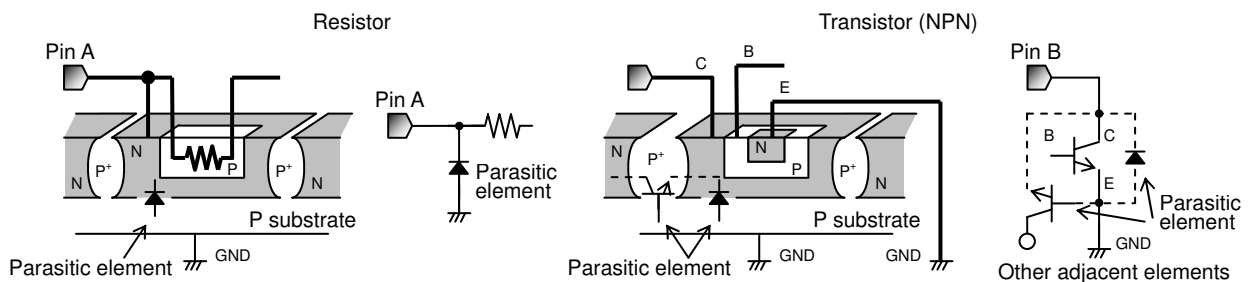 Resistor
Pin A
N
N
P+
P
P+
N
P substrate
GND
Parasitic element
Pin A
Parasitic
element
Transistor (NPN)
C
B
E
N
P+
N
P
P+
N
P substrate
GND
GND
Parasitic element
Pin B
B
C
E
GND
Parasitic
element
Other adjacent elements